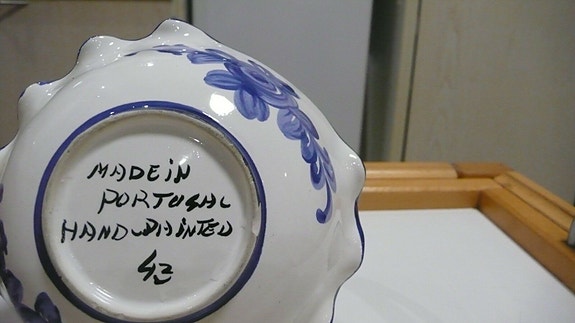 MADE IN
PORTUGAL
HAND-PAINTED
43